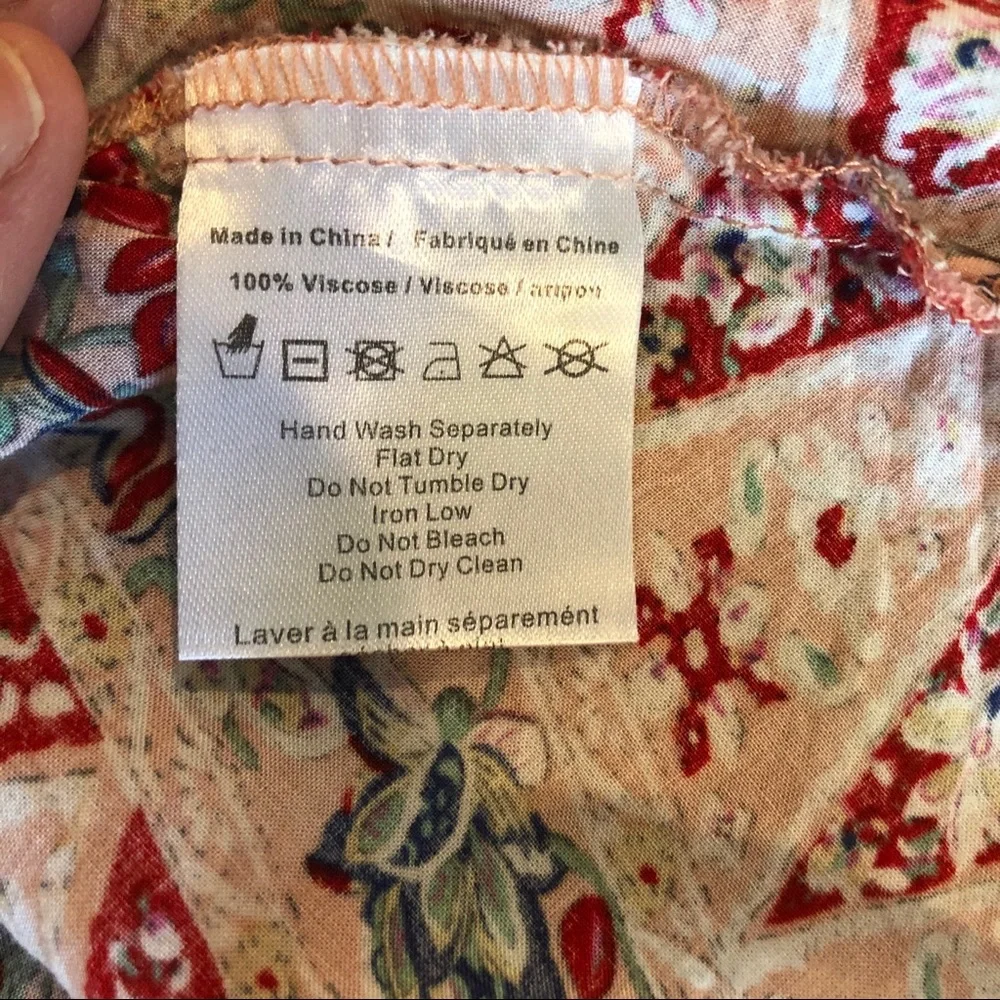 Made in China / Fabriqué en Chine
100% Viscose / Viscose /
Hand Wash Separately
Flat Dry
Do Not Tumble Dry
Iron Low
Do Not Bleach
Do Not Dry Clean
Laver à la main séparemént